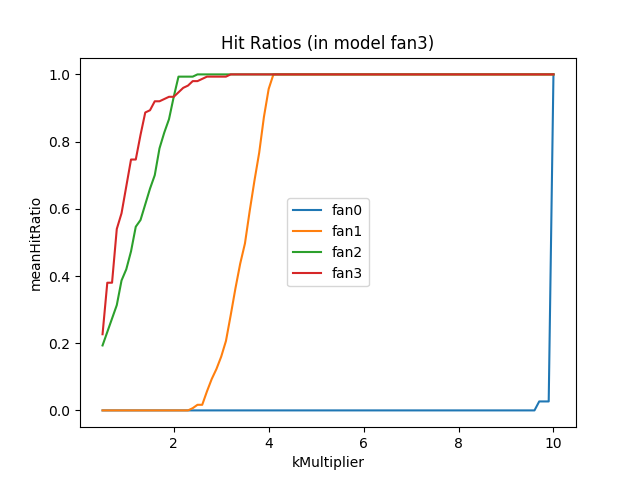 Hit Ratios (in model fan3)
1.0
0.8
0.6
0.4
0.2
0.0
meanHitRatio
fan0
fan1
fan2
fan3
2 4 6 8 10
kMultiplier